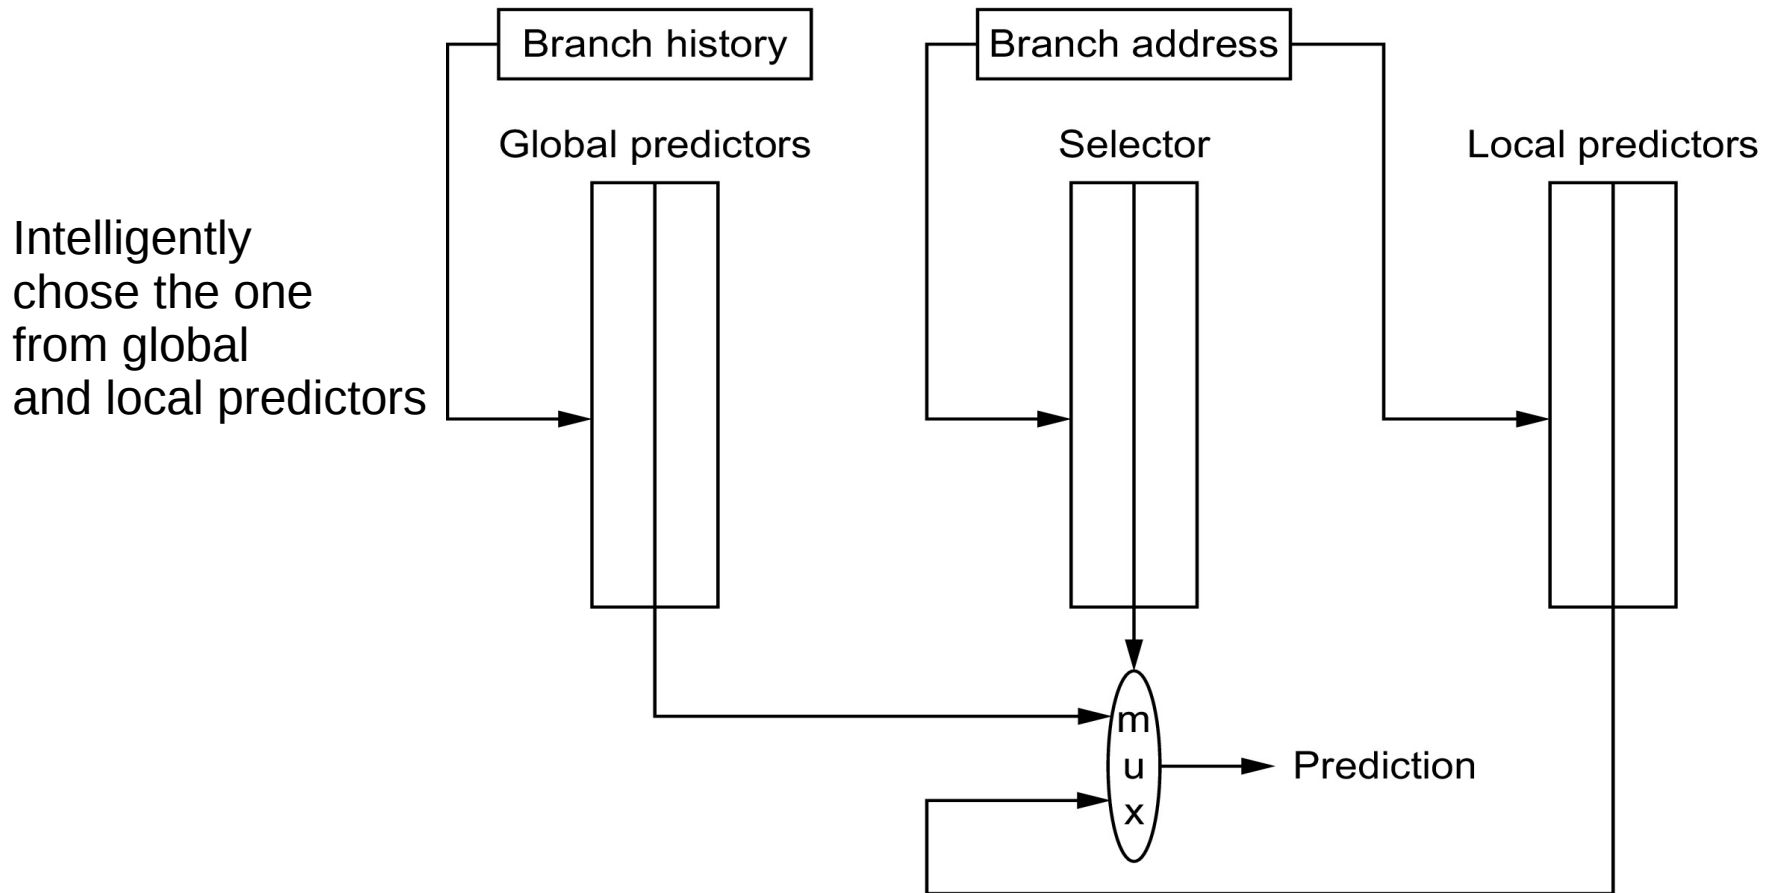 Branch history
Branch address
Global predictors
Selector
Local predictors
Intelligently
chose the one
from global
and local predictors
m
u
x
Prediction